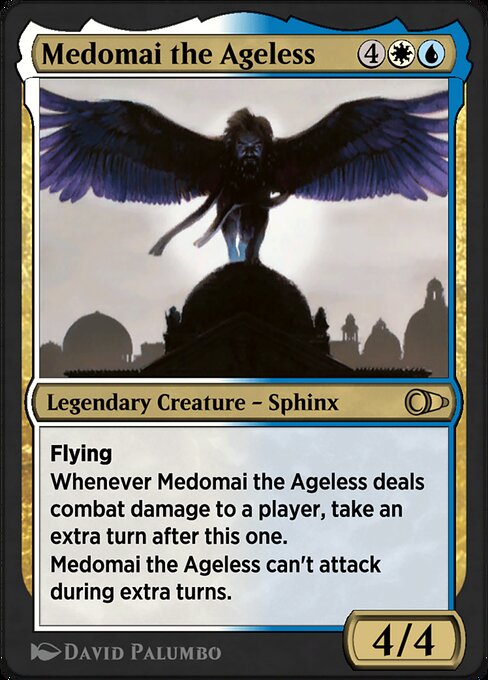 Medomai the Ageless 4
Legendary Creature – Sphinx
Flying
Whenever Medomai the Ageless deals
combat damage to a player, take an
extra turn after this one.
Medomai the Ageless can't attack
during extra turns.
4/4
David Palumbo